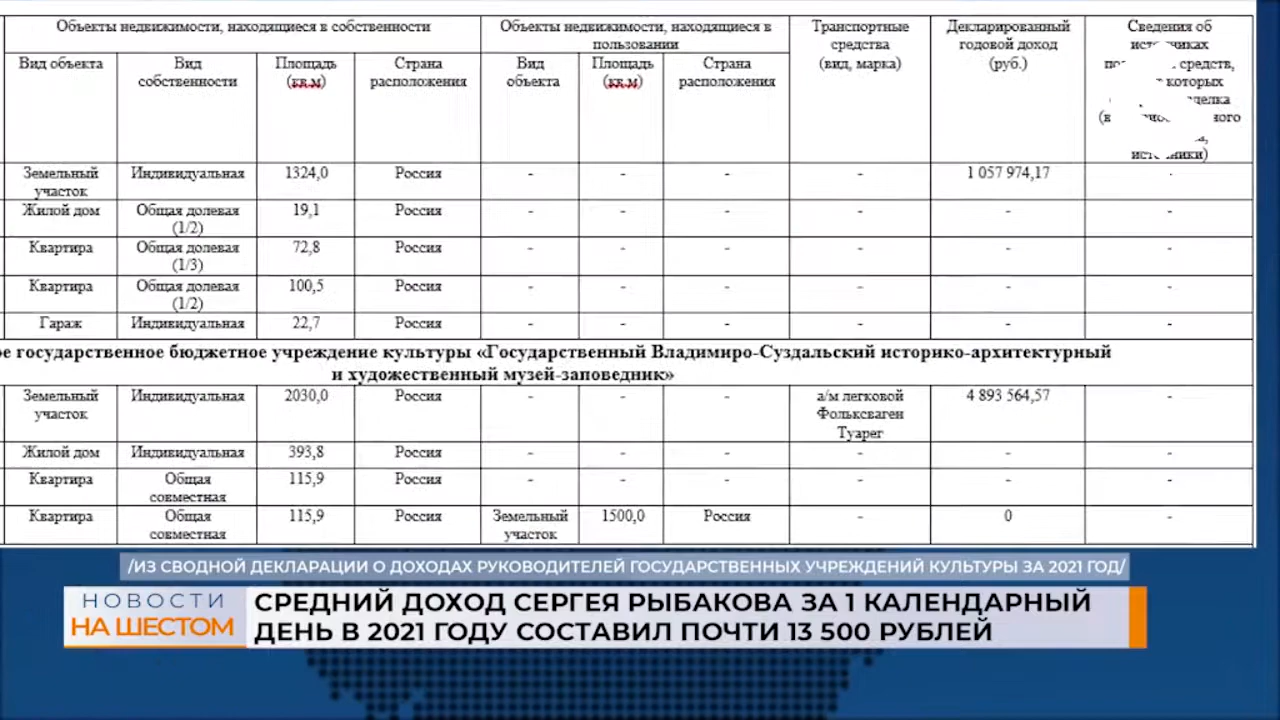 Объекты недвижимости, находящиеся в собственности
Объекты недвижимости, находящиеся в
пользовании
Транспортные
средства
(вид, марка)
Декларированный
годовой доход
(руб.)
Сведения об
средств,
которых
Вид объекта
Вид
собственности
Площадь
(кв.м)
Страна
расположения
Вид
объекта
Площадь
(кв.м)
Страна
расположения
Земельный
участок
Индивидуальная
1324,0
Россия
-
-
-
-
1 057 974,17
-
Жилой дом
Общая долевая
(1/2)
19,1
Россия
-
-
-
-
-
-
Квартира
Общая долевая
(1/3)
72,8
Россия
-
-
-
-
-
-
Квартира
Общая долевая
(1/2)
100,5
Россия
-
-
-
-
-
-
Гараж
Индивидуальная
22,7
Россия
-
-
-
-
-
-
ое государственное бюджетное учреждение культуры «Государственный Владимиро-Суздальский историко-архитектурный
и художественный музей-заповедник»
Земельный
участок
Индивидуальная
2030,0
Россия
-
-
-
а/м легковой
Фольксваген
Туарег
4 893 564,57
-
Жилой дом
Индивидуальная
393,8
Россия
-
-
-
-
-
-
Квартира
Общая
совместная
115,9
Россия
-
-
-
-
-
-
Квартира
Общая
совместная
115,9
Россия
Земельный
участок
1500,0
Россия
-
0
-
/ИЗ СВОДНОЙ ДЕКЛАРАЦИИ О ДОХОДАХ РУКОВОДИТЕЛЕЙ ГОСУДАРСТВЕННЫХ УЧРЕЖДЕНИЙ КУЛЬТУРЫ ЗА 2021 ГОД/
НОВОСТИ
НА ШЕСТОМ
СРЕДНИЙ ДОХОД СЕРГЕЯ РЫБАКОВА ЗА 1 КАЛЕНДАРНЫЙ
ДЕНЬ В 2021 ГОДУ СОСТАВИЛ ПОЧТИ 13 500 РУБЛЕЙ